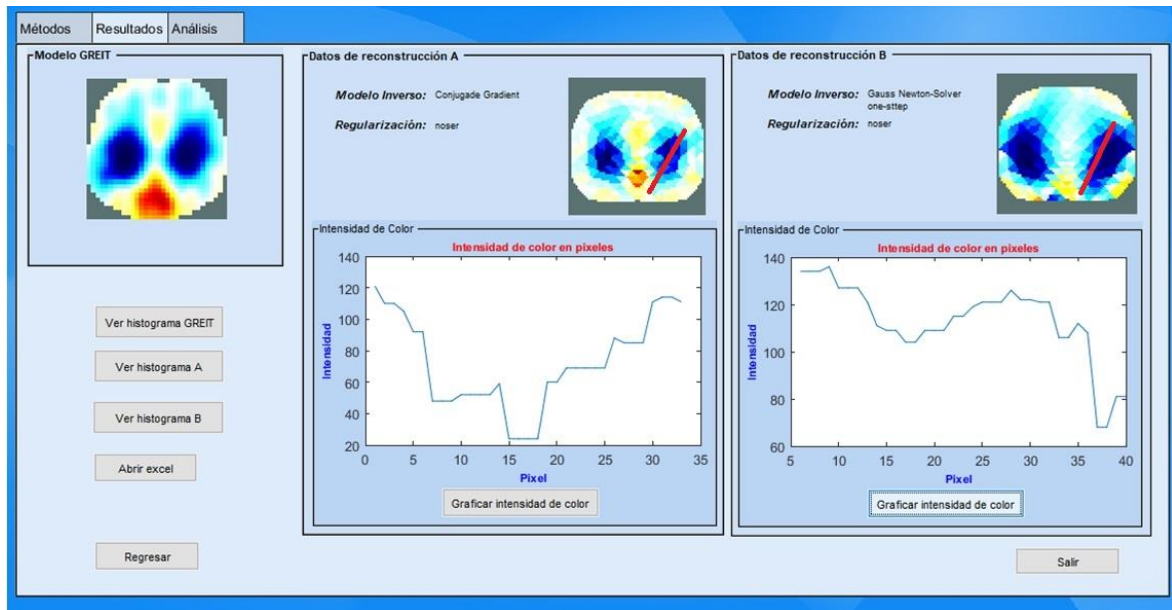 Métodos
Resultados
Análisis
Modelo GREIT
Ver histograma GREIT
Ver histograma A
Ver histograma B
Abrir excel
Regresar
Datos de reconstrucción A
Modelo Inverso: Conjugade Gradient
Regularización: noser
Intensidad de Color
Intensidad de color en pixeles
140
120
100
80
60
40
20
Intensidad
0 5 10 15 20 25 30 35
Pixel
Graficar intensidad de color
Datos de reconstrucción B
Modelo Inverso: Gauss Newton-Solver
one-sttep
Regularización: noser
Intensidad de Color
Intensidad de color en pixeles
140
120
100
80
60
Intensidad
5 10 15 20 25 30 35 40
Pixel
Graficar intensidad de color
Salir